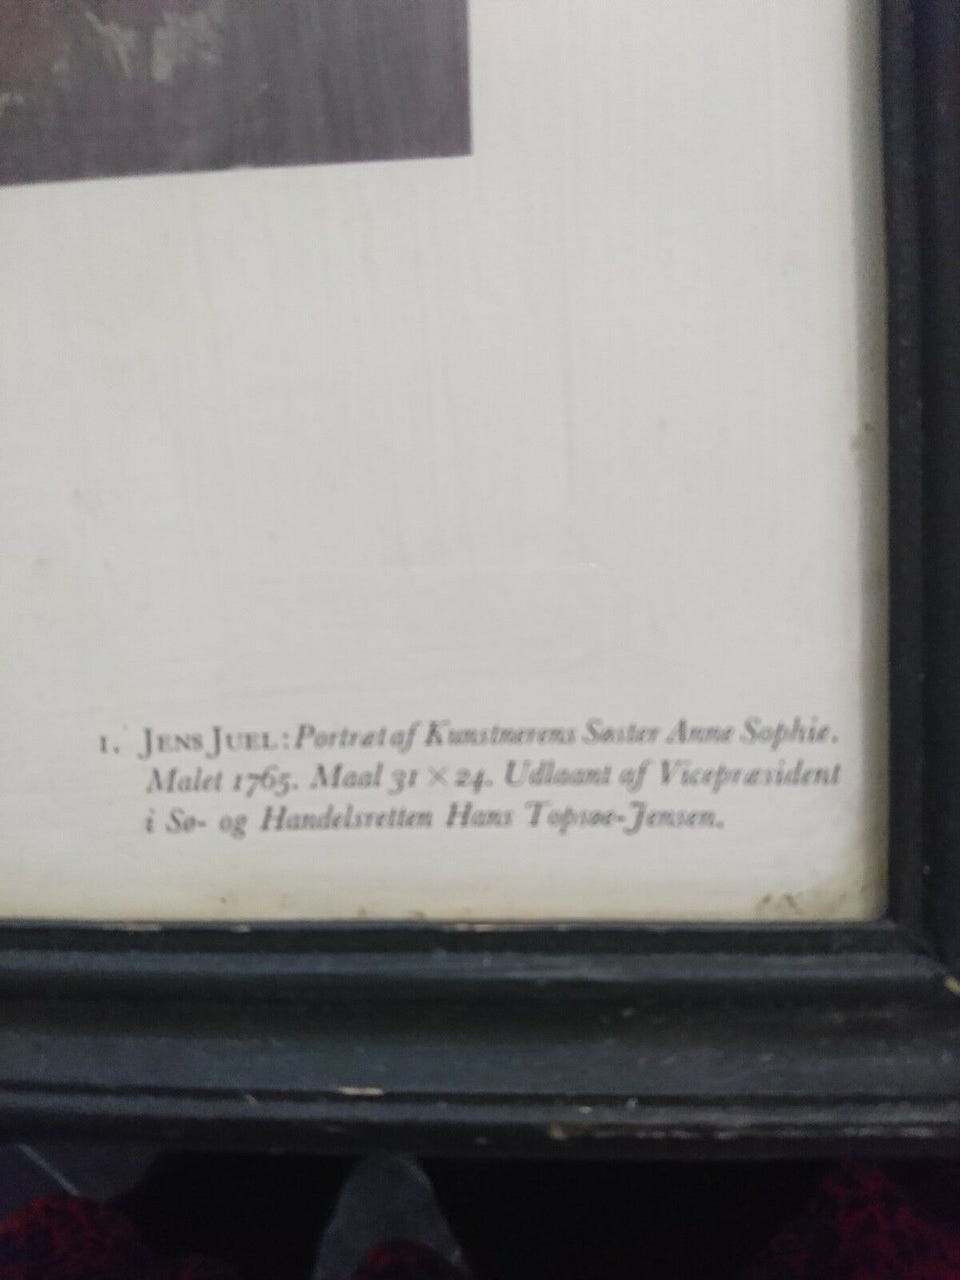 1. JENS JUEL: Portræt af Kunstnerens Søster Anne Sophie.
Malet 1765. Maal 31 × 24. Udlaant af Vicepræsident
i Sø- og Handelsretten Hans Topsøe-Jensen.